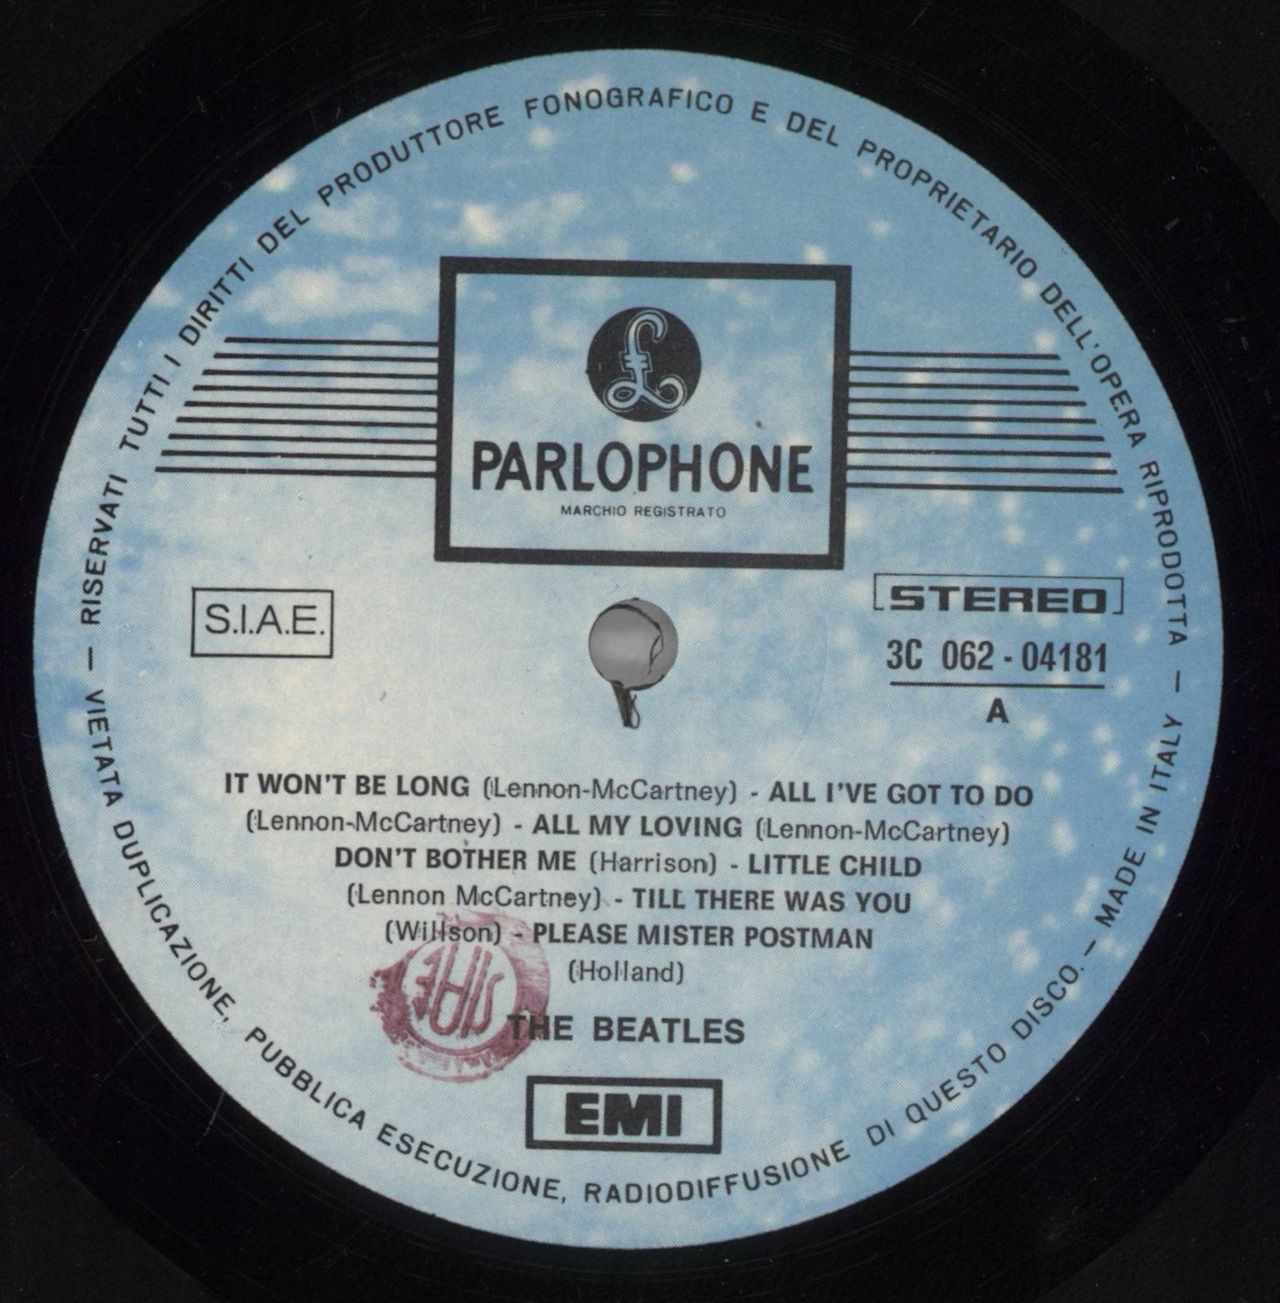 RISERVATI TUTTI I DIRITTI DEL PRODUTTORE FONOGRAFICO E DEL PROPRIETARIO DELL'OPERA RIPRODOTTA — MADE IN ITALY —
VIETATA DUPLICAZIONE, PUBBLICA ESECUZIONE, RADIODIFFUSIONE DI QUESTO DISCO. —
£
PARLOPHONE
MARCHIO REGISTRATO
S.I.A.E.
STEREO
3C 062 - 04181
A
IT WON'T BE LONG (Lennon-McCartney) - ALL I'VE GOT TO DO
(Lennon-McCartney) - ALL MY LOVING (Lennon-McCartney)
DON'T BOTHER ME (Harrison) - LITTLE CHILD
(Lennon McCartney) - TILL THERE WAS YOU
(Willson) - PLEASE MISTER POSTMAN
(Holland)
THE BEATLES
EMI